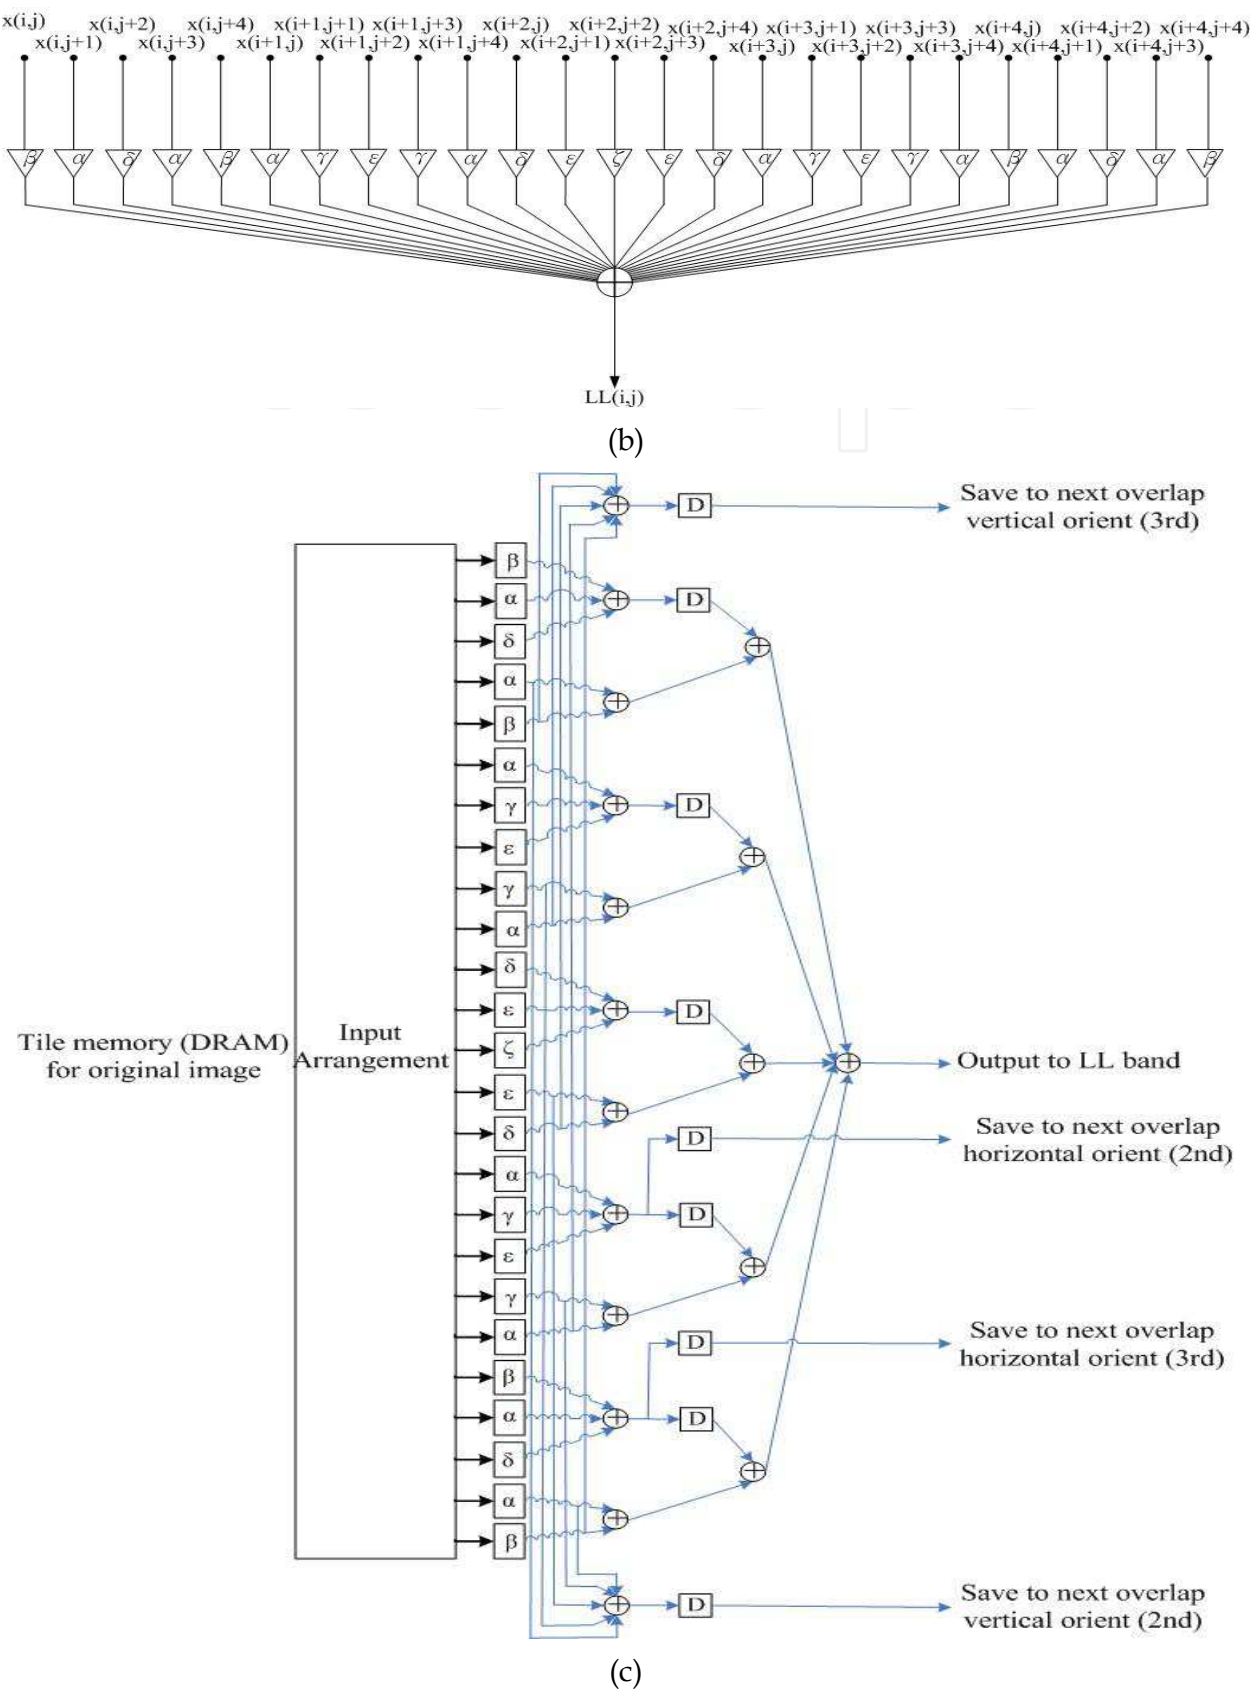 x(i,j) x(i,j+2) x(i,j+4) x(i+1,j+1) x(i+1,j+3) x(i+2,j) x(i+2,j+2) x(i+2,j+4) x(i+3,j+1) x(i+3,j+3) x(i+4,j) x(i+4,j+2) x(i+4,j+4)
x(i,j+1) x(i,j+3) x(i+1,j) x(i+1,j+2) x(i+1,j+4) x(i+2,j+1) x(i+2,j+3) x(i+3,j) x(i+3,j+2) x(i+3,j+4) x(i+4,j+1) x(i+4,j+3)
β α δ α β α γ ε γ α δ ε ζ ε δ α γ ε γ α β α δ α β
LL(i,j)
(b)
Save to next overlap
vertical orient (3rd)
D
β
α
D
δ
α
β
α
γ
D
ε
γ
α
δ
ε
D
ζ
Tile memory (DRAM)
for original image
Input
Arrangement
Output to LL band
ε
δ
D
Save to next overlap
horizontal orient (2nd)
α
γ
D
ε
γ
α
D
Save to next overlap
horizontal orient (3rd)
β
α
D
δ
α
β
D
Save to next overlap
vertical orient (2nd)
(c)